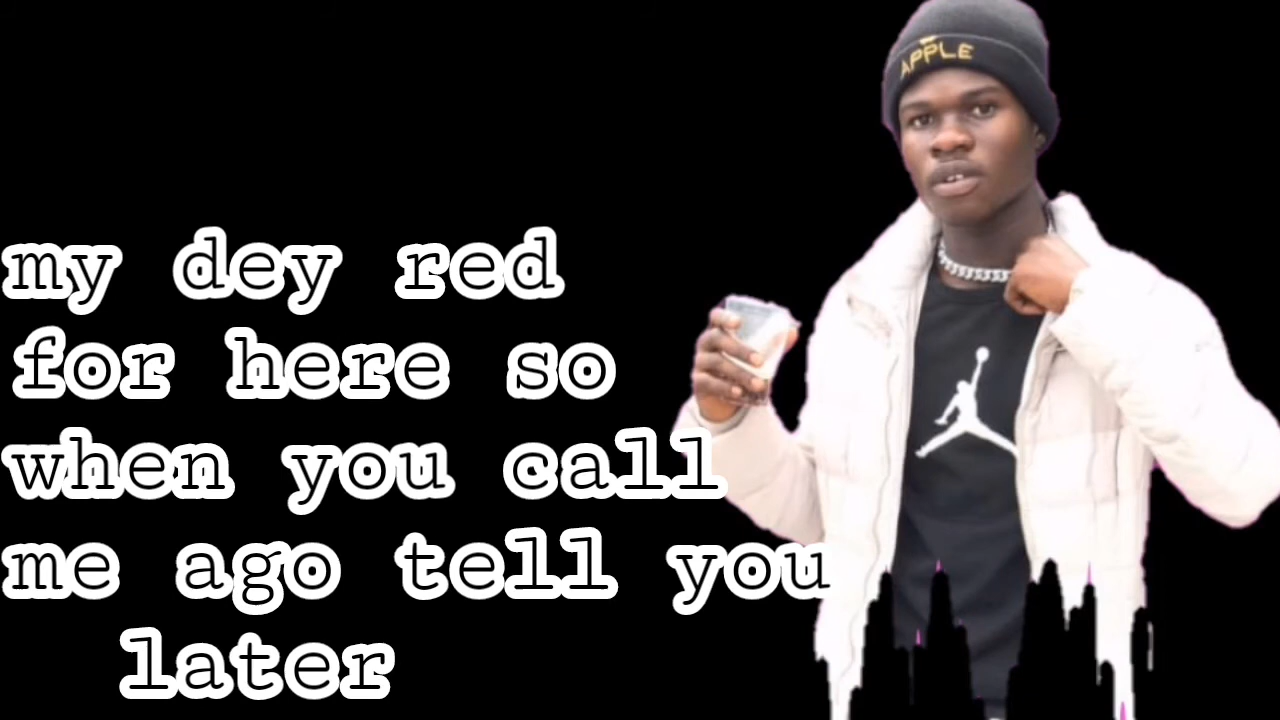 APPLE
my dey red
for here so
when you call
me ago tell you
later